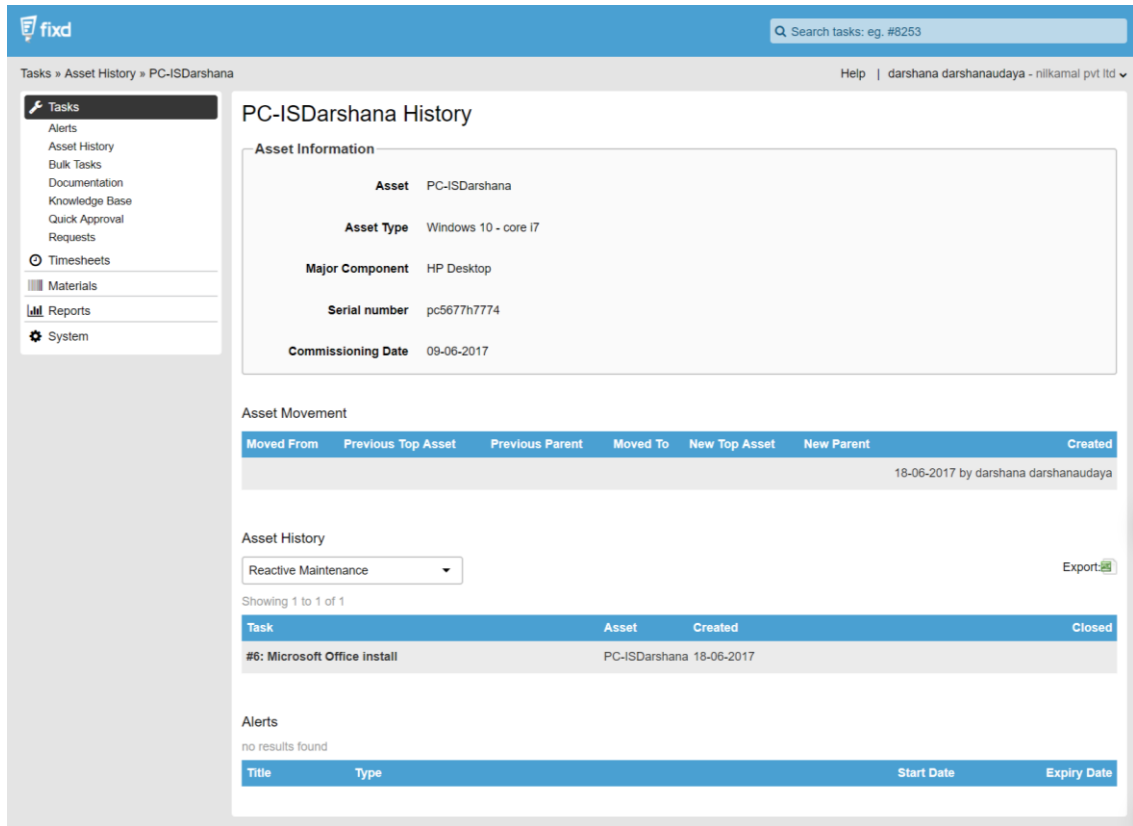 fixd
Search tasks: eg. #8253
Tasks » Asset History » PC-ISDarshana
Help | darshana darshanaudaya - nilkamal pvt ltd
Tasks
Alerts
Asset History
Bulk Tasks
Documentation
Knowledge Base
Quick Approval
Requests
Timesheets
Materials
Reports
System
PC-ISDarshana History
Asset Information
Asset PC-ISDarshana
Asset Type Windows 10 - core i7
Major Component HP Desktop
Serial number pc5677h7774
Commissioning Date 09-06-2017
Asset Movement
Moved From Previous Top Asset Previous Parent Moved To New Top Asset New Parent Created
18-06-2017 by darshana darshanaudaya
Asset History
Reactive Maintenance
Export:
Showing 1 to 1 of 1
Task Asset Created Closed
#6: Microsoft Office install PC-ISDarshana 18-06-2017
Alerts
no results found
Title Type Start Date Expiry Date